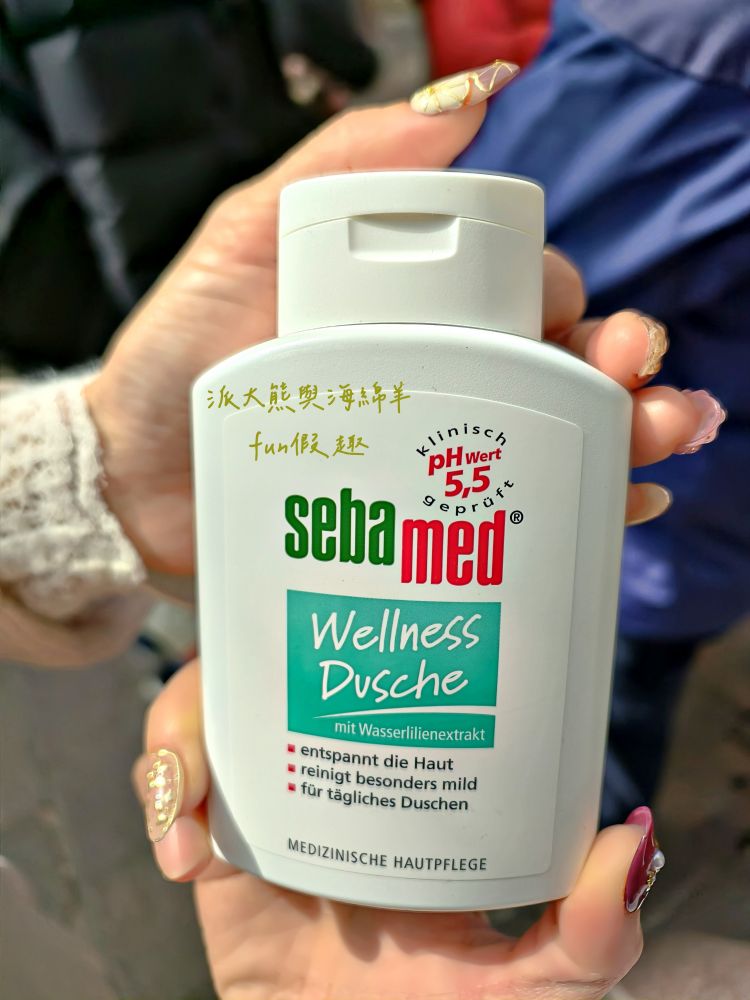 派大熊與海綿羊
fun假趣
klinisch
pH Wert
5,5
geprüft
sebamed®
Wellness
Dusche
mit Wasserlilienextrakt
entspannt die Haut
reinigt besonders mild
für tägliches Duschen
MEDIZINISCHE HAUTPFLEGE